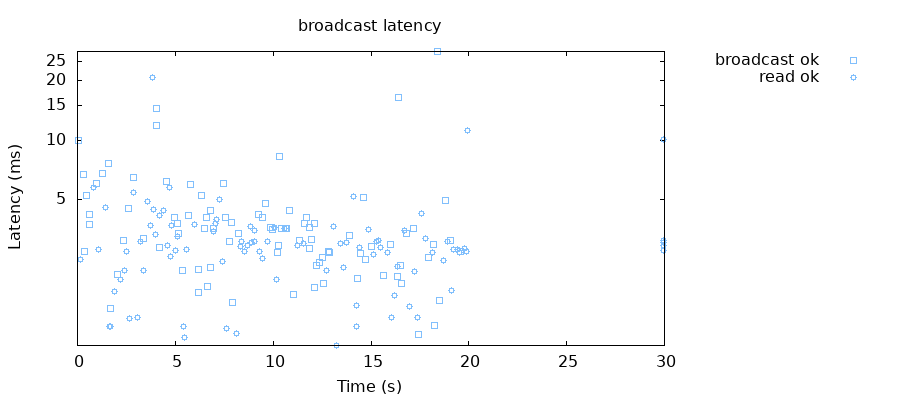 broadcast latency
broadcast ok
read ok
25
20
15
10
5
Latency (ms)
0 5 10 15 20 25 30
Time (s)